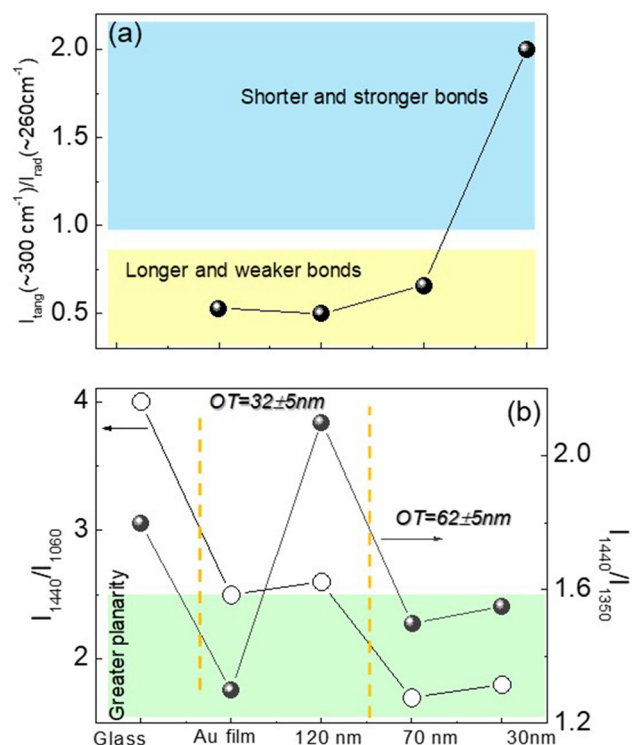 (a)
2.0
1.5
1.0
0.5
I_tang(~300 cm⁻¹)/I_rad(~260cm⁻¹)
Shorter and stronger bonds
Longer and weaker bonds
(b)
4
3
2
I₁₄₄₀/I₁₀₆₀
OT=32±5nm
OT=62±5nm
Greater planarity
2.0
1.6
1.2
I₁₄₄₀/I₁₃₅₀
Glass Au film 120 nm 70 nm 30nm